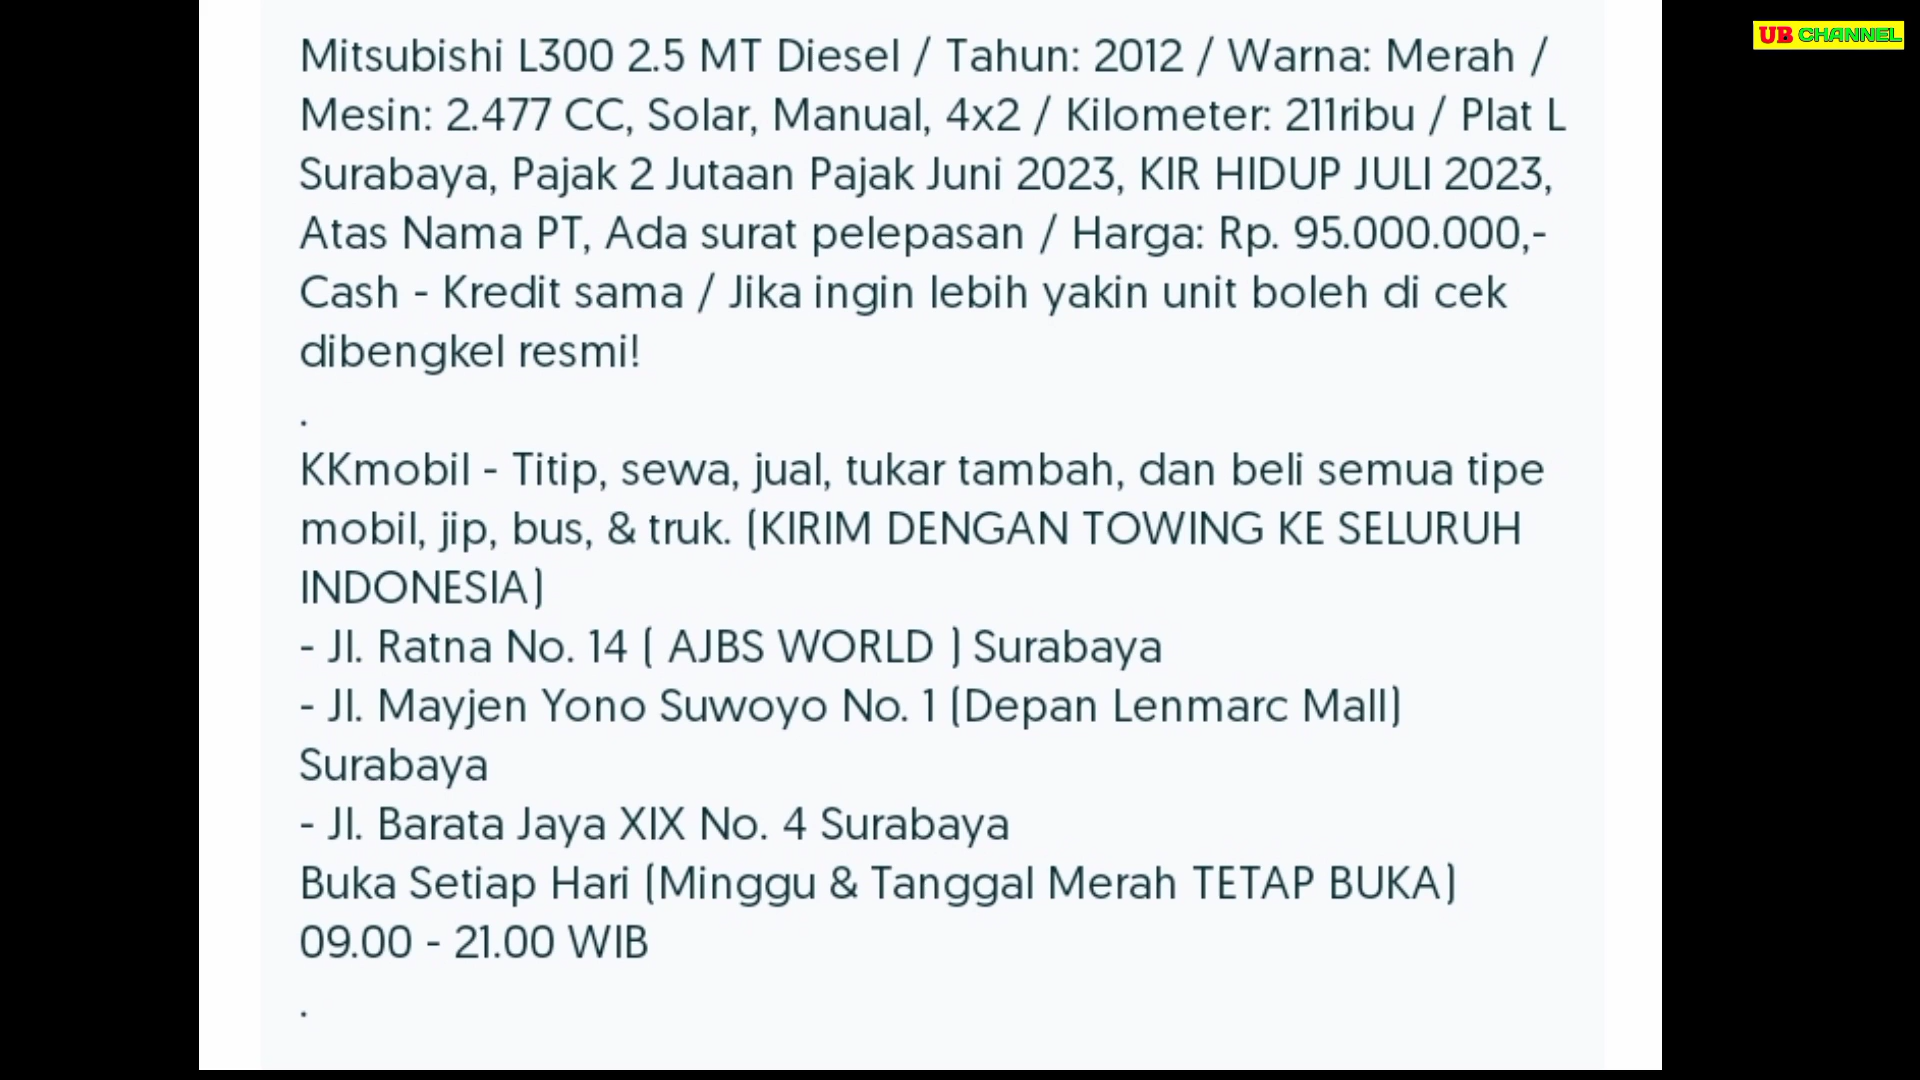 UB CHANNEL
Mitsubishi L300 2.5 MT Diesel / Tahun: 2012 / Warna: Merah /
Mesin: 2.477 CC, Solar, Manual, 4x2 / Kilometer: 211ribu / Plat L
Surabaya, Pajak 2 Jutaan Pajak Juni 2023, KIR HIDUP JULI 2023,
Atas Nama PT, Ada surat pelepasan / Harga: Rp. 95.000.000,-
Cash - Kredit sama / Jika ingin lebih yakin unit boleh di cek
dibengkel resmi!
.
KKmobil - Titip, sewa, jual, tukar tambah, dan beli semua tipe
mobil, jip, bus, & truk. (KIRIM DENGAN TOWING KE SELURUH
INDONESIA)
- Jl. Ratna No. 14 ( AJBS WORLD ) Surabaya
- Jl. Mayjen Yono Suwoyo No. 1 (Depan Lenmarc Mall)
Surabaya
- Jl. Barata Jaya XIX No. 4 Surabaya
Buka Setiap Hari (Minggu & Tanggal Merah TETAP BUKA)
09.00 - 21.00 WIB
.